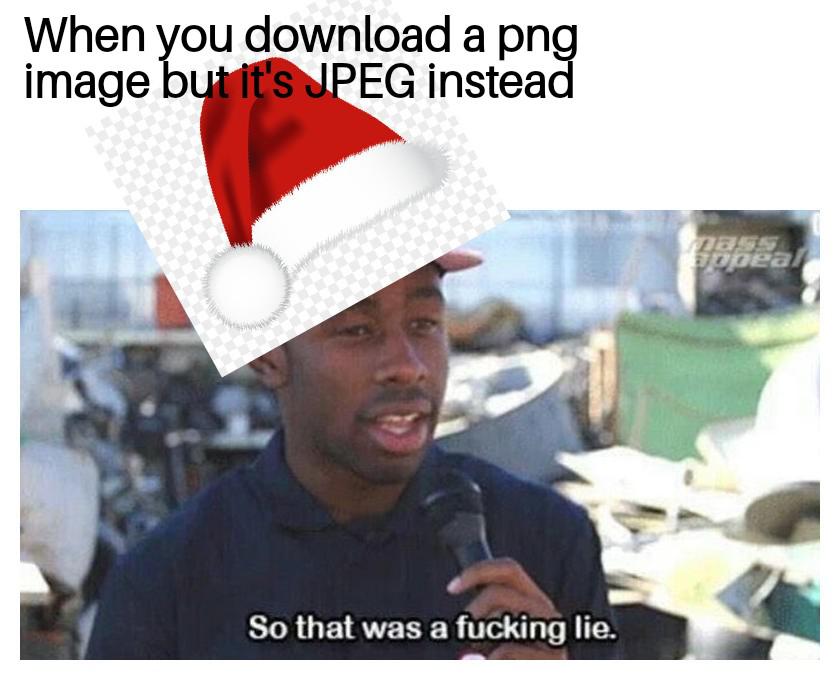 When you download a png
image but it's JPEG instead
mass
appeal
So that was a fucking lie.